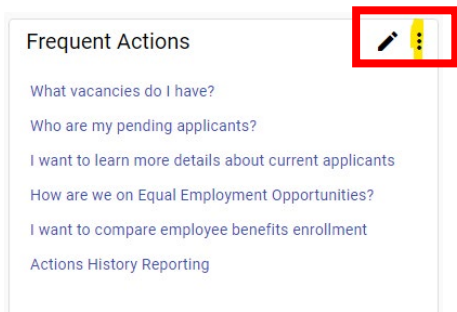 Frequent Actions
What vacancies do I have?
Who are my pending applicants?
I want to learn more details about current applicants
How are we on Equal Employment Opportunities?
I want to compare employee benefits enrollment
Actions History Reporting